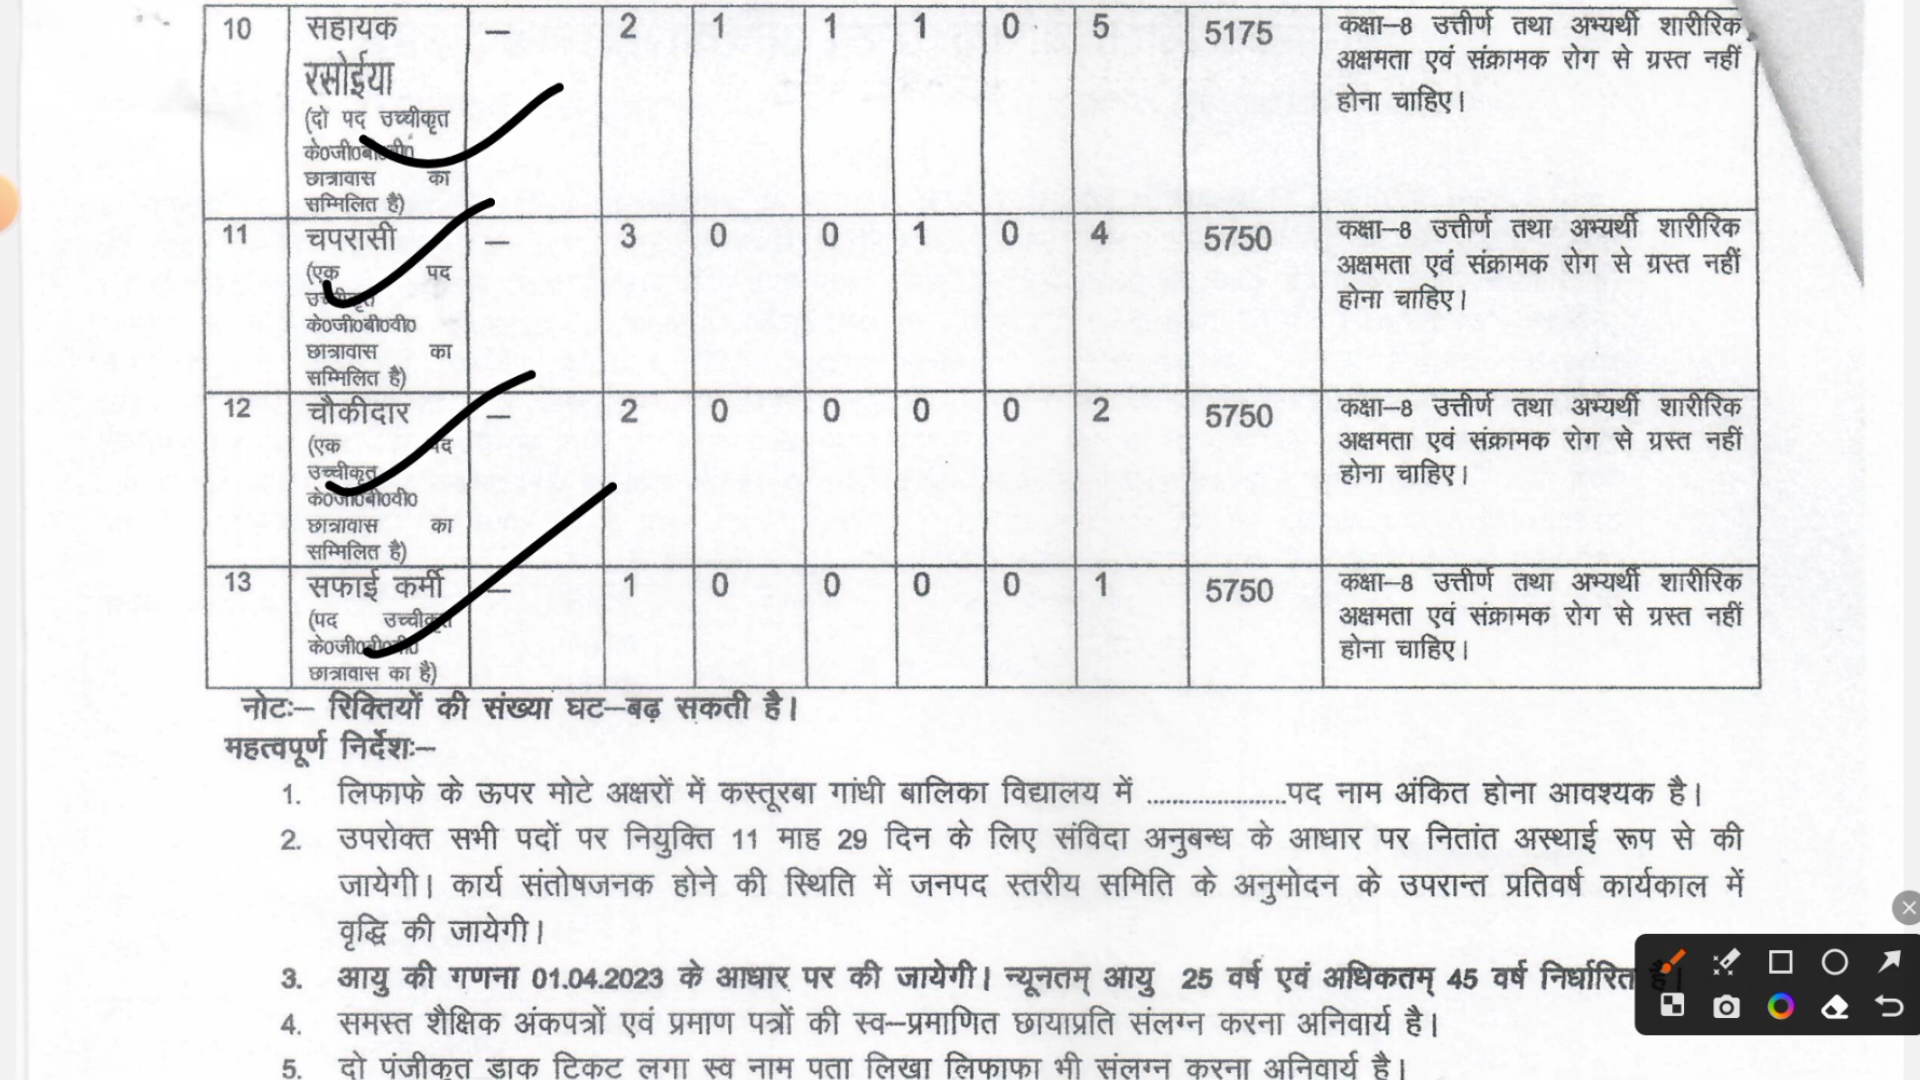 10 सहायक — 2 1 1 1 0 5 5175 कक्षा–8 उत्तीर्ण तथा अभ्यर्थी शारीरिक
रसोईया अक्षमता एवं संक्रामक रोग से ग्रस्त नहीं
(दो पद उच्चीकृत होना चाहिए।
के0जी0बी0वी0
छात्रावास का
सम्मिलित है)
11 चपरासी — 3 0 0 1 0 4 5750 कक्षा–8 उत्तीर्ण तथा अभ्यर्थी शारीरिक
(एक पद अक्षमता एवं संक्रामक रोग से ग्रस्त नहीं
उच्चीकृत होना चाहिए।
के0जी0बी0वी0
छात्रावास का
सम्मिलित है)
12 चौकीदार — 2 0 0 0 0 2 5750 कक्षा–8 उत्तीर्ण तथा अभ्यर्थी शारीरिक
(एक पद अक्षमता एवं संक्रामक रोग से ग्रस्त नहीं
उच्चीकृत होना चाहिए।
के0जी0बी0वी0
छात्रावास का
सम्मिलित है)
13 सफाई कर्मी — 1 0 0 0 0 1 5750 कक्षा–8 उत्तीर्ण तथा अभ्यर्थी शारीरिक
(पद उच्चीकृत अक्षमता एवं संक्रामक रोग से ग्रस्त नहीं
के0जी0बी0वी0 होना चाहिए।
छात्रावास का है)
नोटः– रिक्तियों की संख्या घट–बढ़ सकती है।
महत्वपूर्ण निर्देशः–
1. लिफाफे के ऊपर मोटे अक्षरों में कस्तूरबा गांधी बालिका विद्यालय में .....................पद नाम अंकित होना आवश्यक है।
2. उपरोक्त सभी पदों पर नियुक्ति 11 माह 29 दिन के लिए संविदा अनुबन्ध के आधार पर नितांत अस्थाई रूप से की
जायेगी। कार्य संतोषजनक होने की स्थिति में जनपद स्तरीय समिति के अनुमोदन के उपरान्त प्रतिवर्ष कार्यकाल में
वृद्धि की जायेगी।
3. आयु की गणना 01.04.2023 के आधार पर की जायेगी। न्यूनतम् आयु 25 वर्ष एवं अधिकतम् 45 वर्ष निर्धारित है।
4. समस्त शैक्षिक अंकपत्रों एवं प्रमाण पत्रों की स्व–प्रमाणित छायाप्रति संलग्न करना अनिवार्य है।
5. दो पंजीकृत डाक टिकट लगा स्व नाम पता लिखा लिफाफा भी संलग्न करना अनिवार्य है।